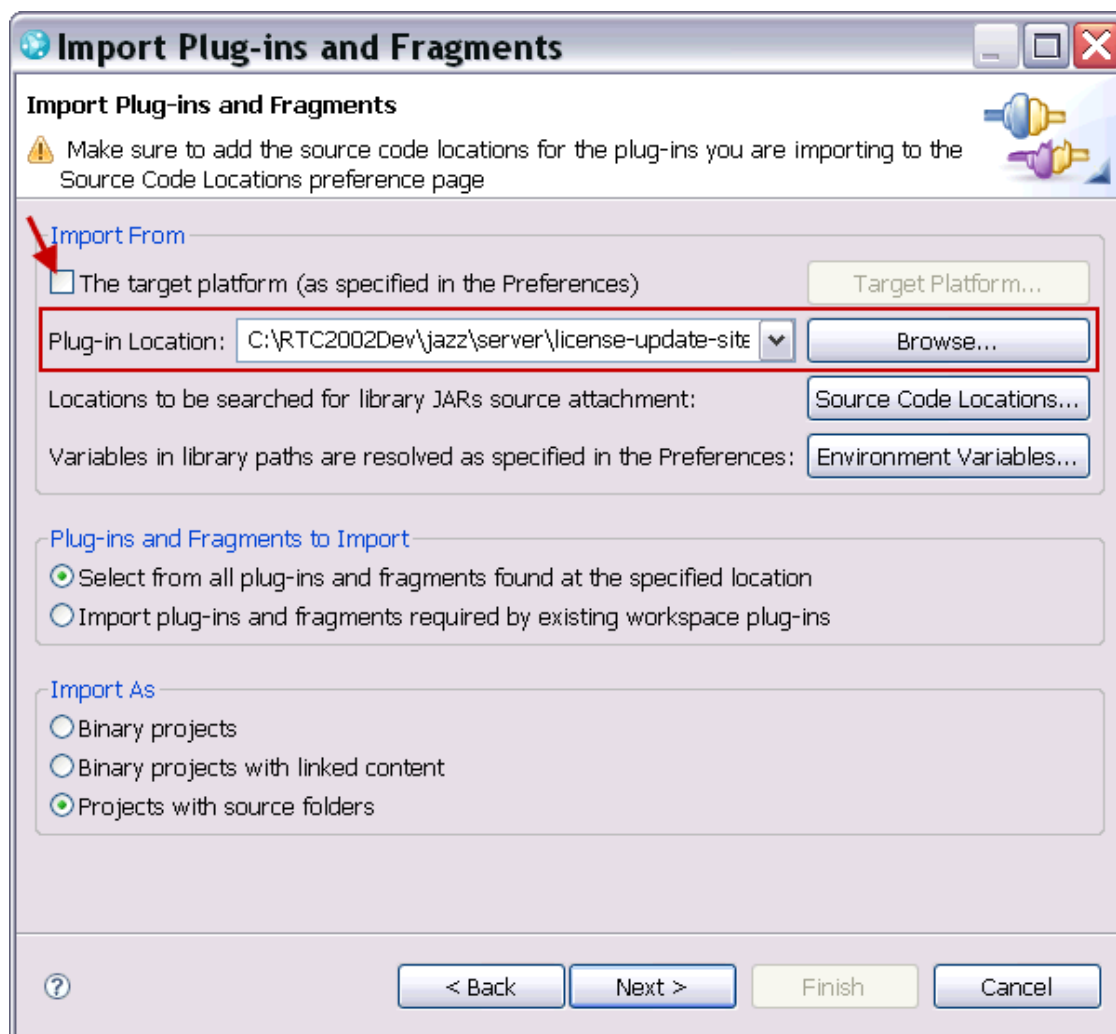 Import Plug-ins and Fragments
Import Plug-ins and Fragments
Make sure to add the source code locations for the plug-ins you are importing to the
Source Code Locations preference page
Import From
The target platform (as specified in the Preferences)
Target Platform...
Plug-in Location:
C:\RTC2002Dev\jazz\server\license-update-site
Browse...
Locations to be searched for library JARs source attachment:
Source Code Locations...
Variables in library paths are resolved as specified in the Preferences:
Environment Variables...
Plug-ins and Fragments to Import
Select from all plug-ins and fragments found at the specified location
Import plug-ins and fragments required by existing workspace plug-ins
Import As
Binary projects
Binary projects with linked content
Projects with source folders
?
< Back
Next >
Finish
Cancel